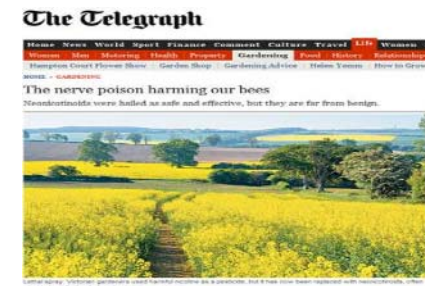 The Telegraph
Home News World Sport Finance Comment Culture Travel Life Women
Women Men Motoring Health Property Gardening Food History Relationship
Hampton Court Flower Show Garden Shop Gardening Advice Helen Yemm How to Grow
HOME » GARDENING
The nerve poison harming our bees
Neonicotinoids were hailed as safe and effective, but they are far from benign.
Lethal spray: Victorian gardeners used harmful nicotine as a pesticide, but it has now been replaced with neonicotinoids, often